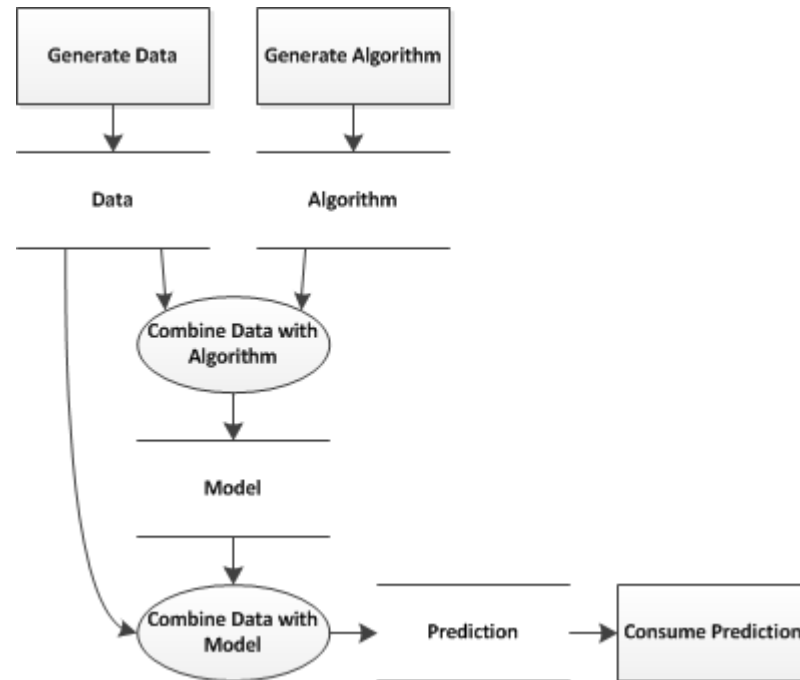 Generate Data
Generate Algorithm
Data
Algorithm
Combine Data with
Algorithm
Model
Combine Data with
Model
Prediction
Consume Prediction